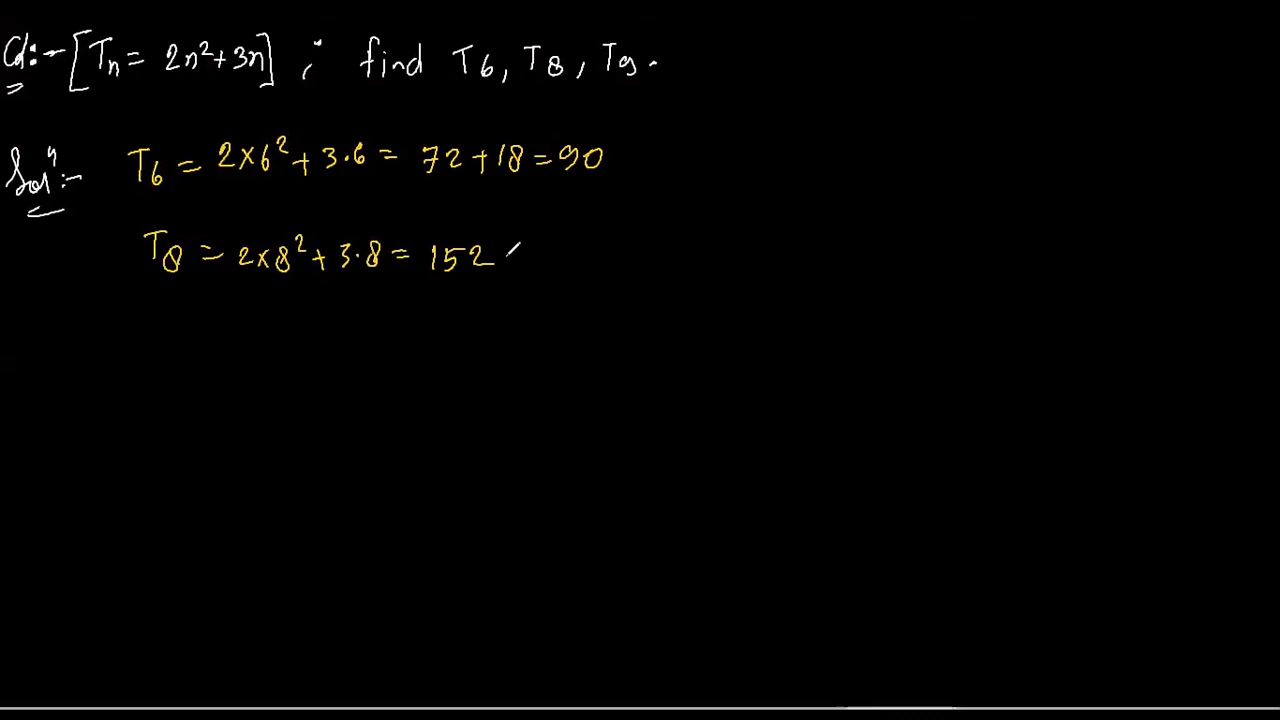 Q:- [Tn = 2n²+3n] ; find T6, T8, T9.
Solⁿ:- T6 = 2×6²+3·6 = 72+18=90
T8 = 2×8²+3·8 = 152